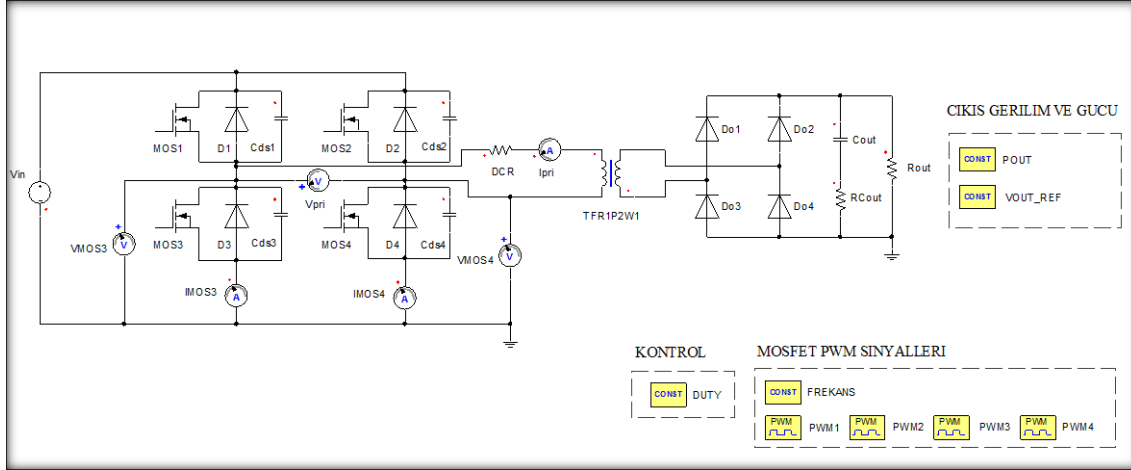 MOS1
D1
Cds1
MOS2
D2
Cds2
Vin
DCR
A
Ipri
TFR1P2W1
V
Vpri
MOS3
D3
Cds3
MOS4
D4
Cds4
VMOS3
V
VMOS4
V
IMOS3
A
IMOS4
A
Do1
Do2
Do3
Do4
Cout
RCout
Rout
CIKIS GERILIM VE GUCU
CONST POUT
CONST VOUT_REF
KONTROL
CONST DUTY
MOSFET PWM SINYALLERI
CONST FREKANS
PWM PWM1
PWM PWM2
PWM PWM3
PWM PWM4